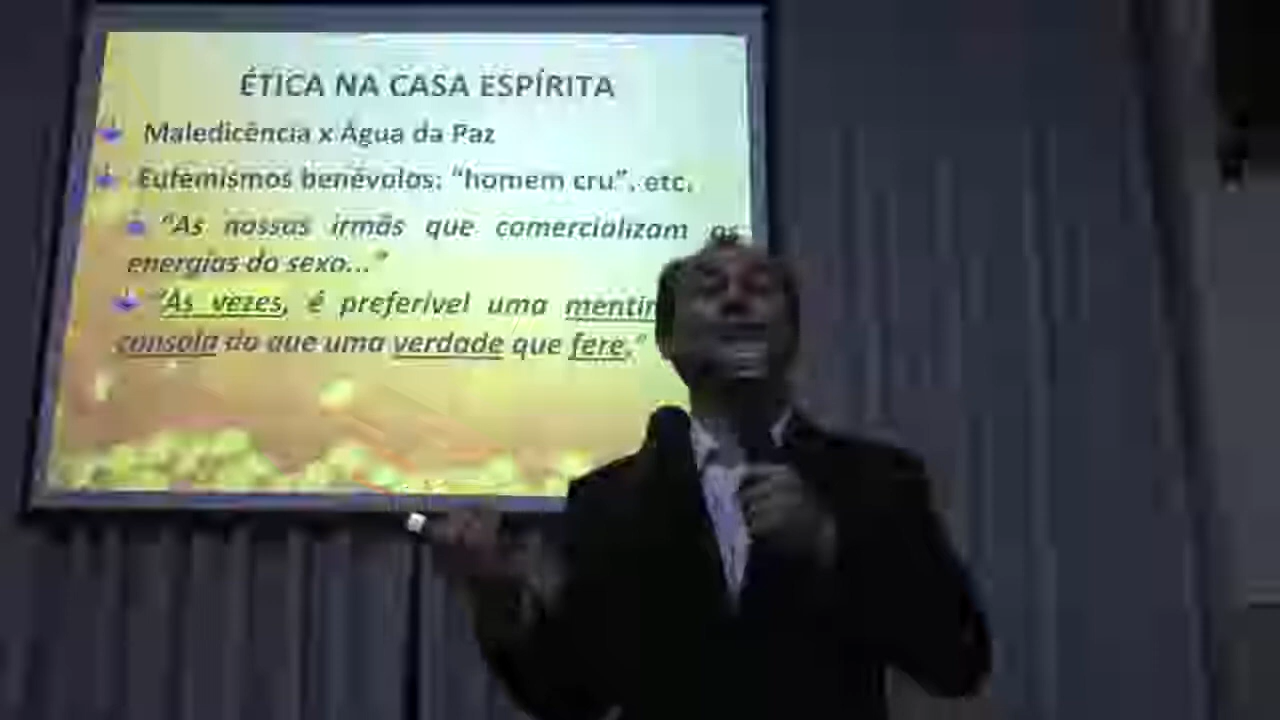 ÉTICA NA CASA ESPÍRITA
Maledicência x Água da Paz
Eufemismos benévolos: “homem cru”, etc.
“As nossas irmãs que comercializam as
energias do sexo...”
“Às vezes, é preferível uma
consola do que uma verdade que fere.”